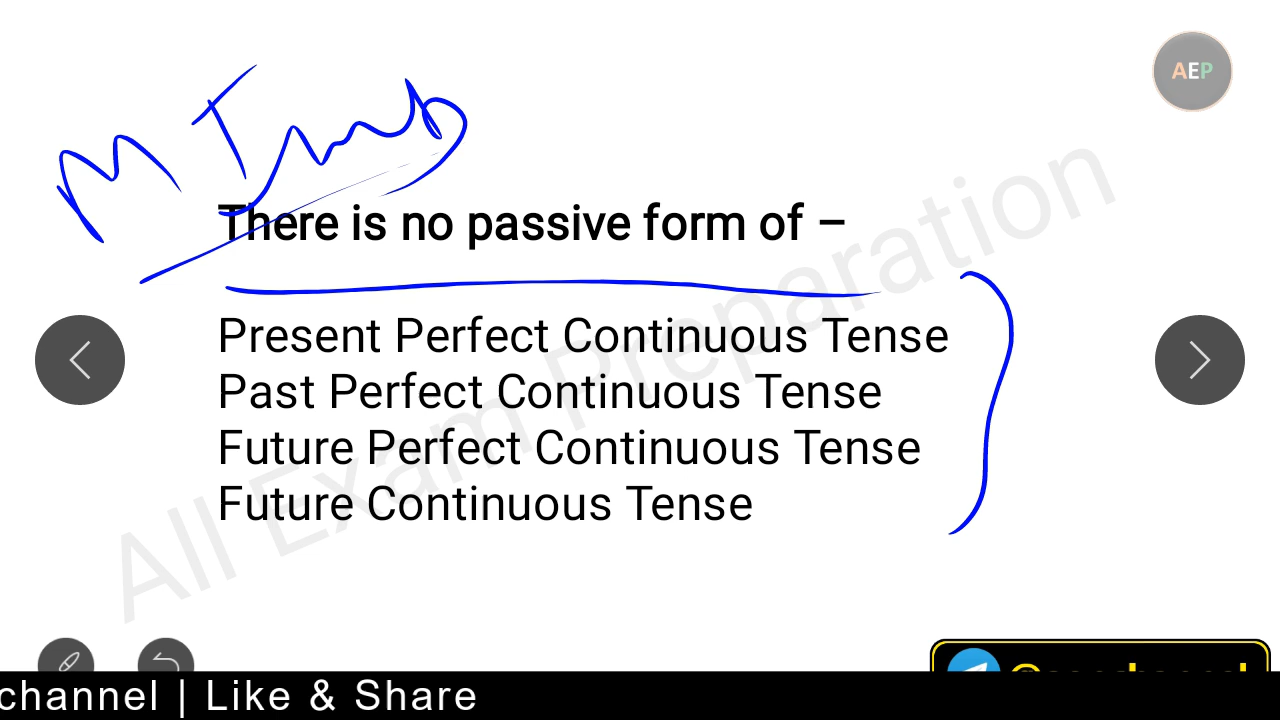 AEP
There is no passive form of –
Present Perfect Continuous Tense
Past Perfect Continuous Tense
Future Perfect Continuous Tense
Future Continuous Tense
All Exam Preparation
channel | Like & Share